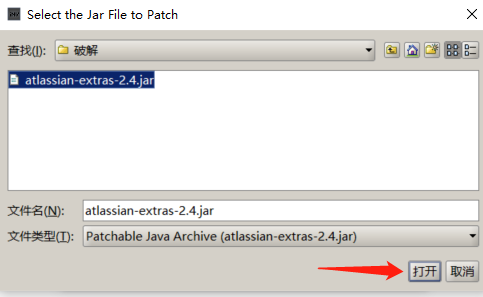 Select the Jar File to Patch
查找(I): 破解
atlassian-extras-2.4.jar
文件名(N): atlassian-extras-2.4.jar
文件类型(T): Patchable Java Archive (atlassian-extras-2.4.jar)
打开 取消